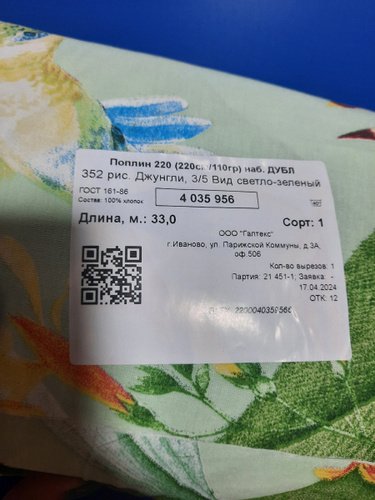 Поплин 220 (220см/110гр) наб. ДУБЛ
352 рис. Джунгли, 3/5 Вид светло-зеленый
ГОСТ 161-86
Состав: 100% хлопок
4 035 956
Длина, м.: 33,0
Сорт: 1
ООО "Галтекс"
г.Иваново, ул. Парижской Коммуны, д.3А,
оф.506
Кол-во вырезов: 1
Партия: 21 451-1; Заявка: -
17.04.2024
ОТК: 12